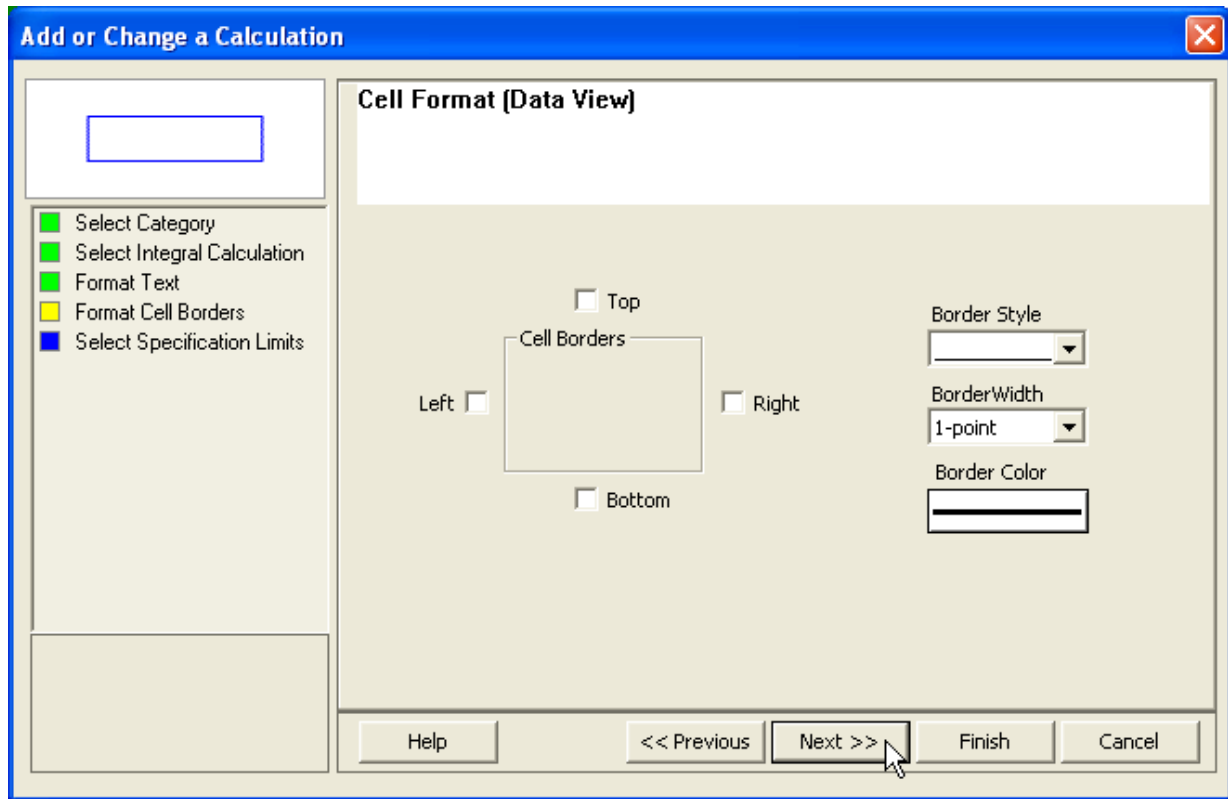 Add or Change a Calculation
Cell Format (Data View)
Select Category
Select Integral Calculation
Format Text
Format Cell Borders
Select Specification Limits
Top
Cell Borders
Left
Right
Bottom
Border Style
BorderWidth
1-point
Border Color
Help
<< Previous
Next >>
Finish
Cancel